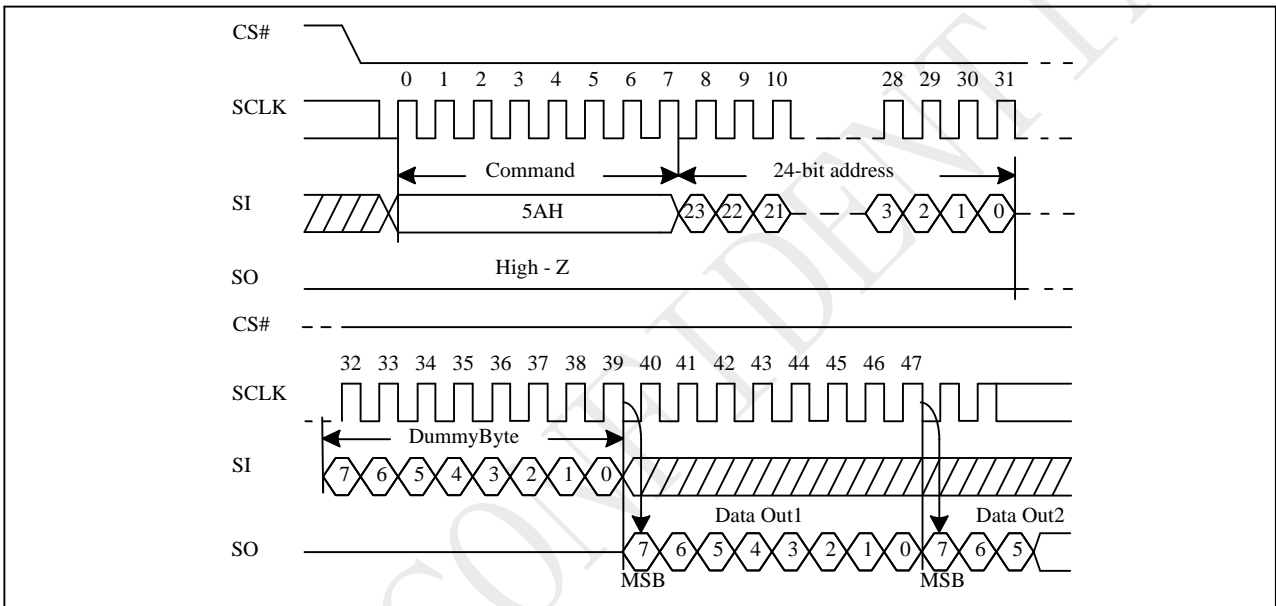 CS#
0 1 2 3 4 5 6 7 8 9 10 28 29 30 31
SCLK
Command 24-bit address
SI 5AH 23 22 21 3 2 1 0
High - Z
SO
CS#
32 33 34 35 36 37 38 39 40 41 42 43 44 45 46 47
SCLK
DummyByte
SI 7 6 5 4 3 2 1 0
Data Out1 Data Out2
SO 7 6 5 4 3 2 1 0 7 6 5
MSB MSB